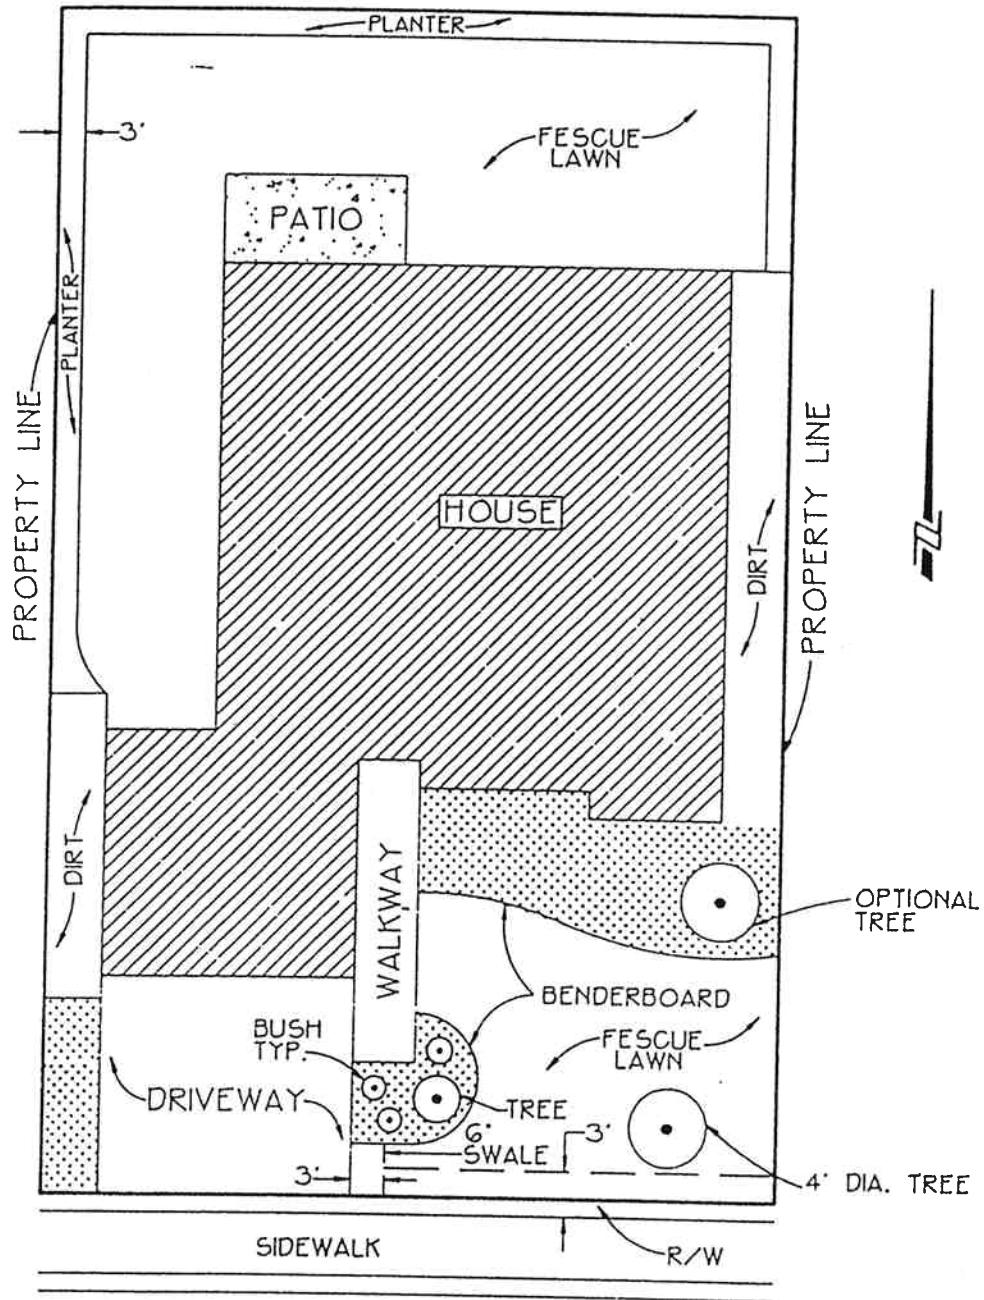 PLANTER
3'
FESCUE
LAWN
PATIO
PLANTER
PROPERTY LINE
HOUSE
DIRT
PROPERTY LINE
DIRT
WALKWAY
OPTIONAL
TREE
BENDERBOARD
BUSH
TYP.
FESCUE
LAWN
DRIVEWAY
TREE
6'
SWALE
3'
3'
4' DIA. TREE
SIDEWALK
R/W